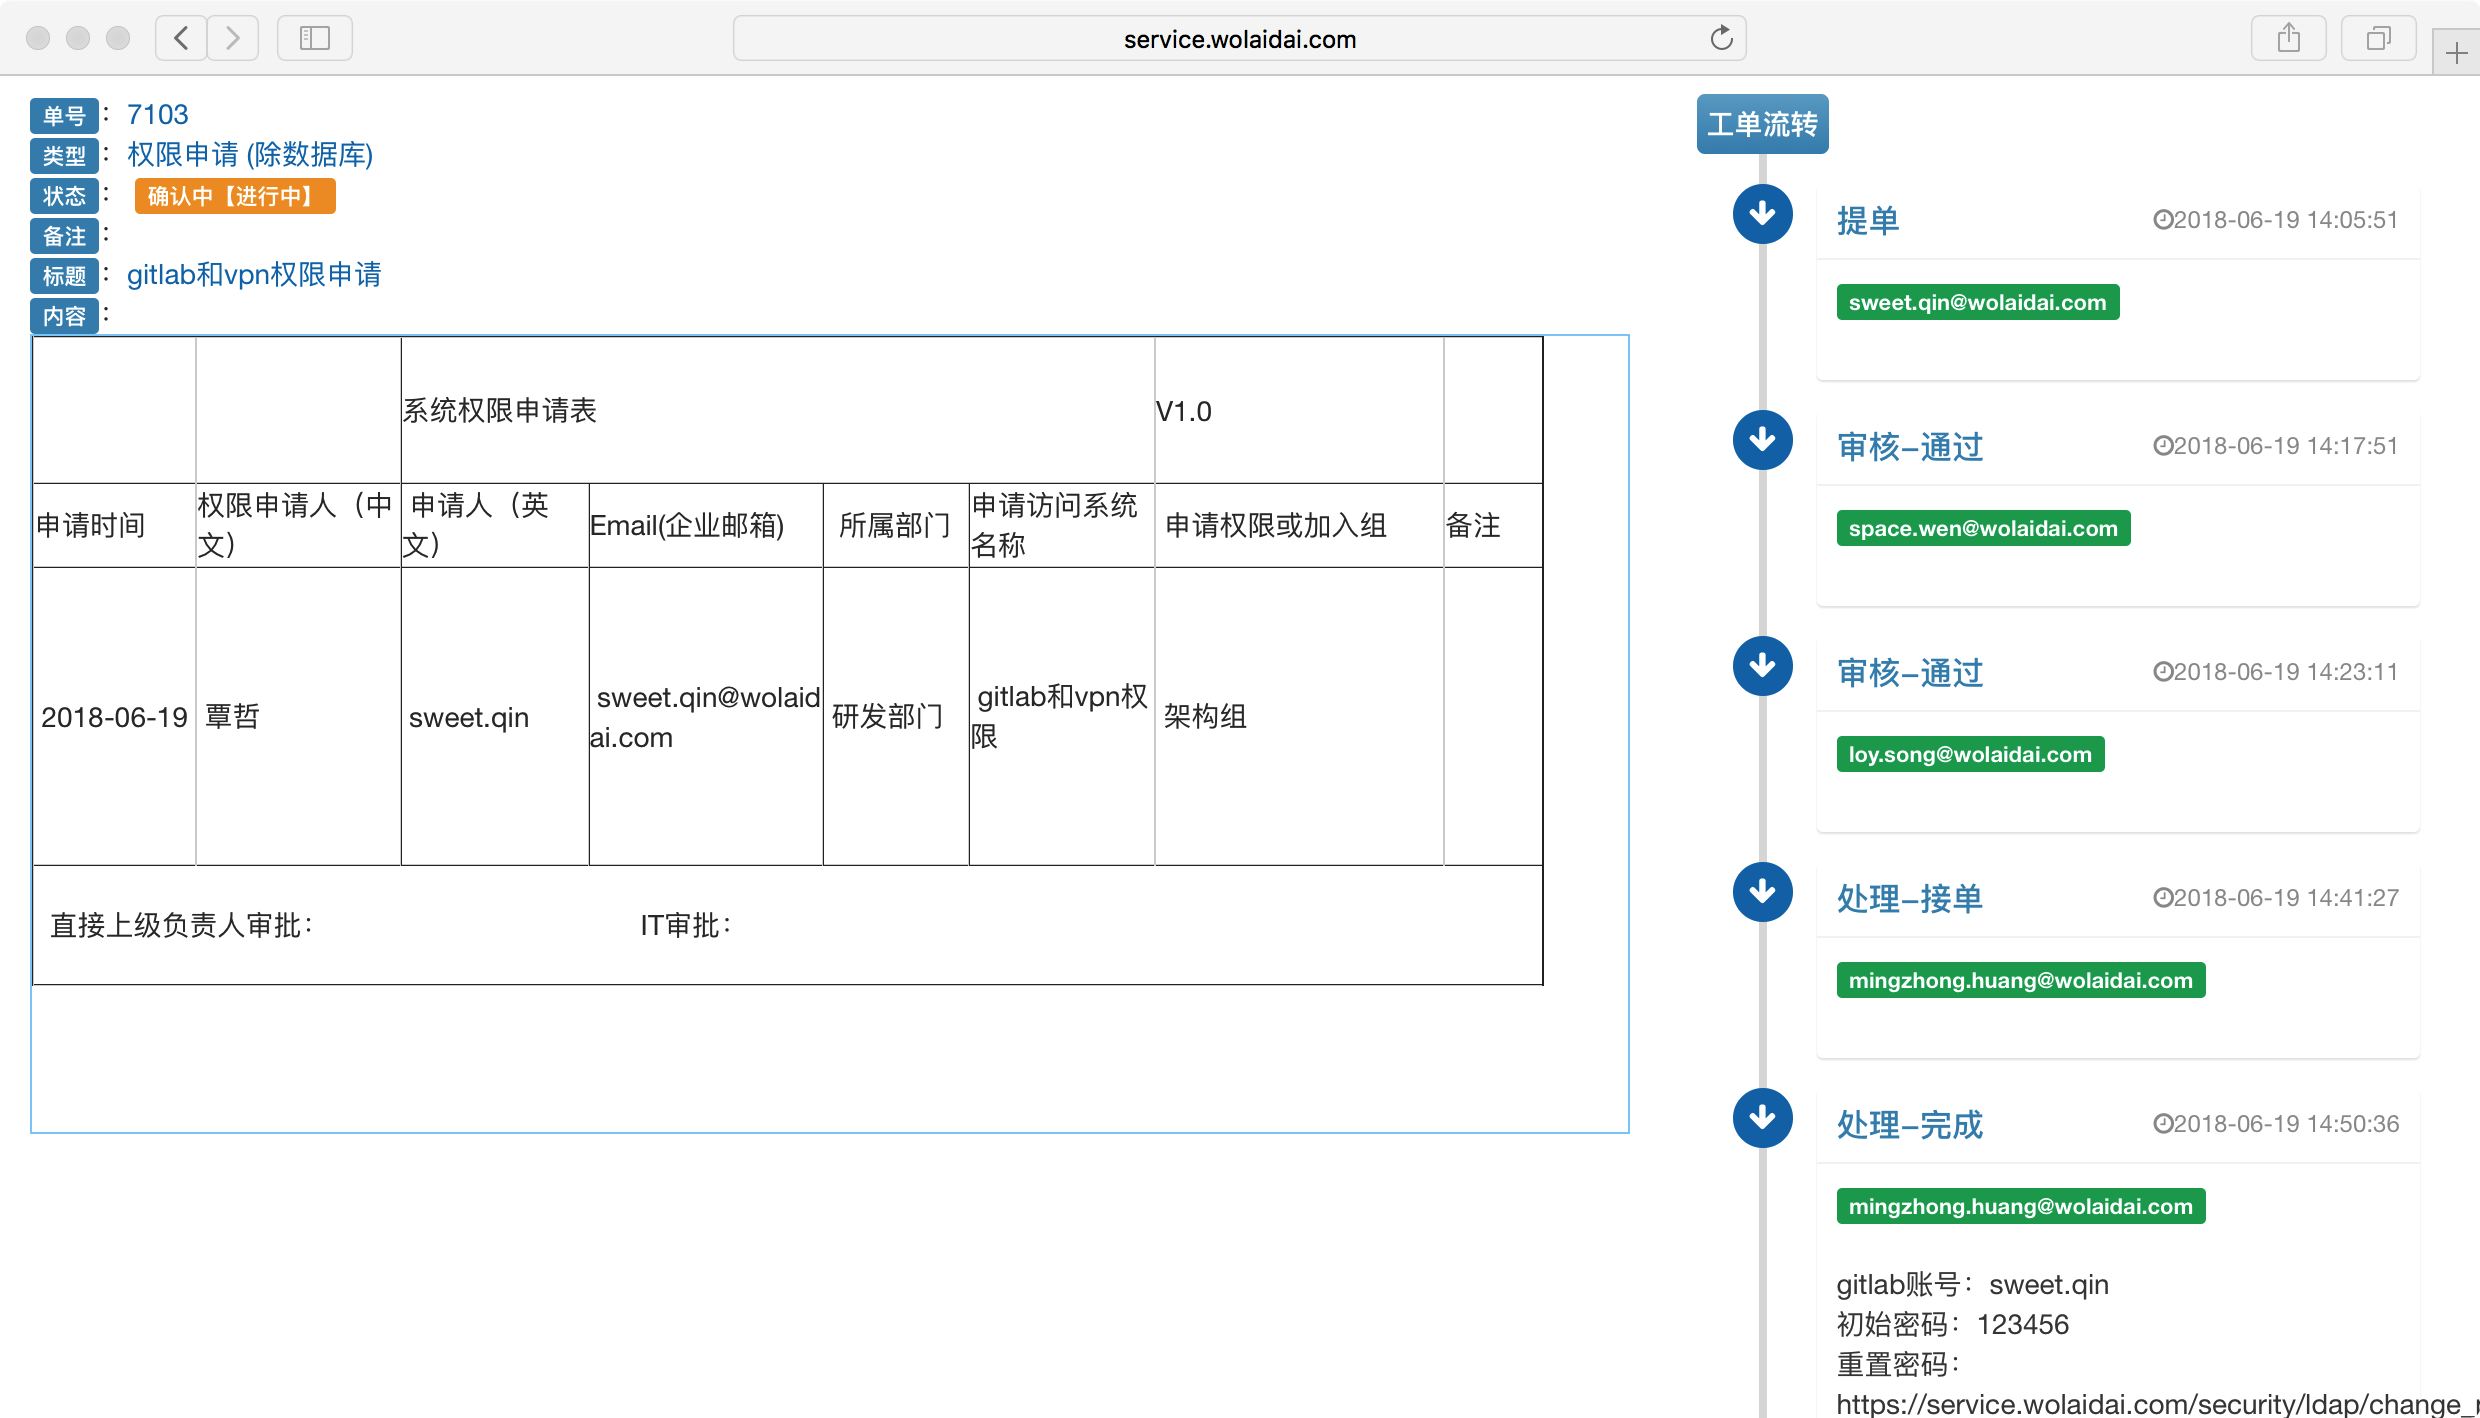 service.wolaidai.com
单号： 7103
类型： 权限申请 (除数据库)
状态： 确认中【进行中】
备注：
标题： gitlab和vpn权限申请
内容：
系统权限申请表 V1.0
申请时间 权限申请人（中文） 申请人（英文） Email(企业邮箱) 所属部门 申请访问系统名称 申请权限或加入组 备注
2018-06-19 覃哲 sweet.qin sweet.qin@wolaidai.com 研发部门 gitlab和vpn权限 架构组
直接上级负责人审批： IT审批：
工单流转
提单 2018-06-19 14:05:51
sweet.qin@wolaidai.com
审核–通过 2018-06-19 14:17:51
space.wen@wolaidai.com
审核–通过 2018-06-19 14:23:11
loy.song@wolaidai.com
处理–接单 2018-06-19 14:41:27
mingzhong.huang@wolaidai.com
处理–完成 2018-06-19 14:50:36
mingzhong.huang@wolaidai.com
gitlab账号：sweet.qin
初始密码：123456
重置密码：
https://service.wolaidai.com/security/ldap/change_